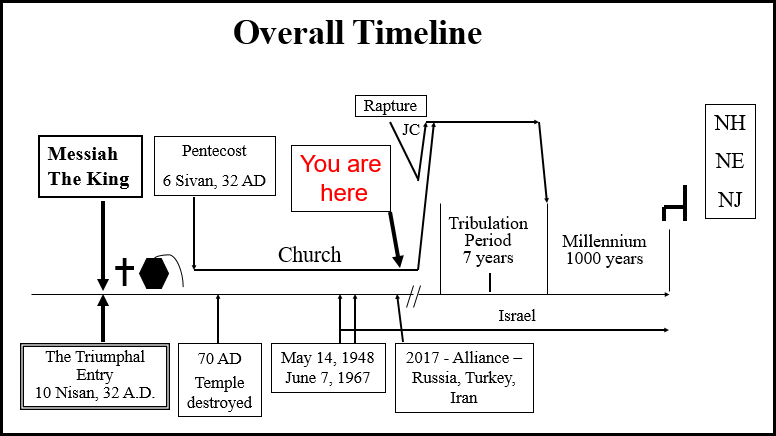 Overall Timeline
Rapture
JC
NH
NE
NJ
Messiah
The King
Pentecost
6 Sivan, 32 AD
You are
here
Church
Tribulation
Period
7 years
Millennium
1000 years
Israel
The Triumphal
Entry
10 Nisan, 32 A.D.
70 AD
Temple
destroyed
May 14, 1948
June 7, 1967
2017 - Alliance –
Russia, Turkey,
Iran